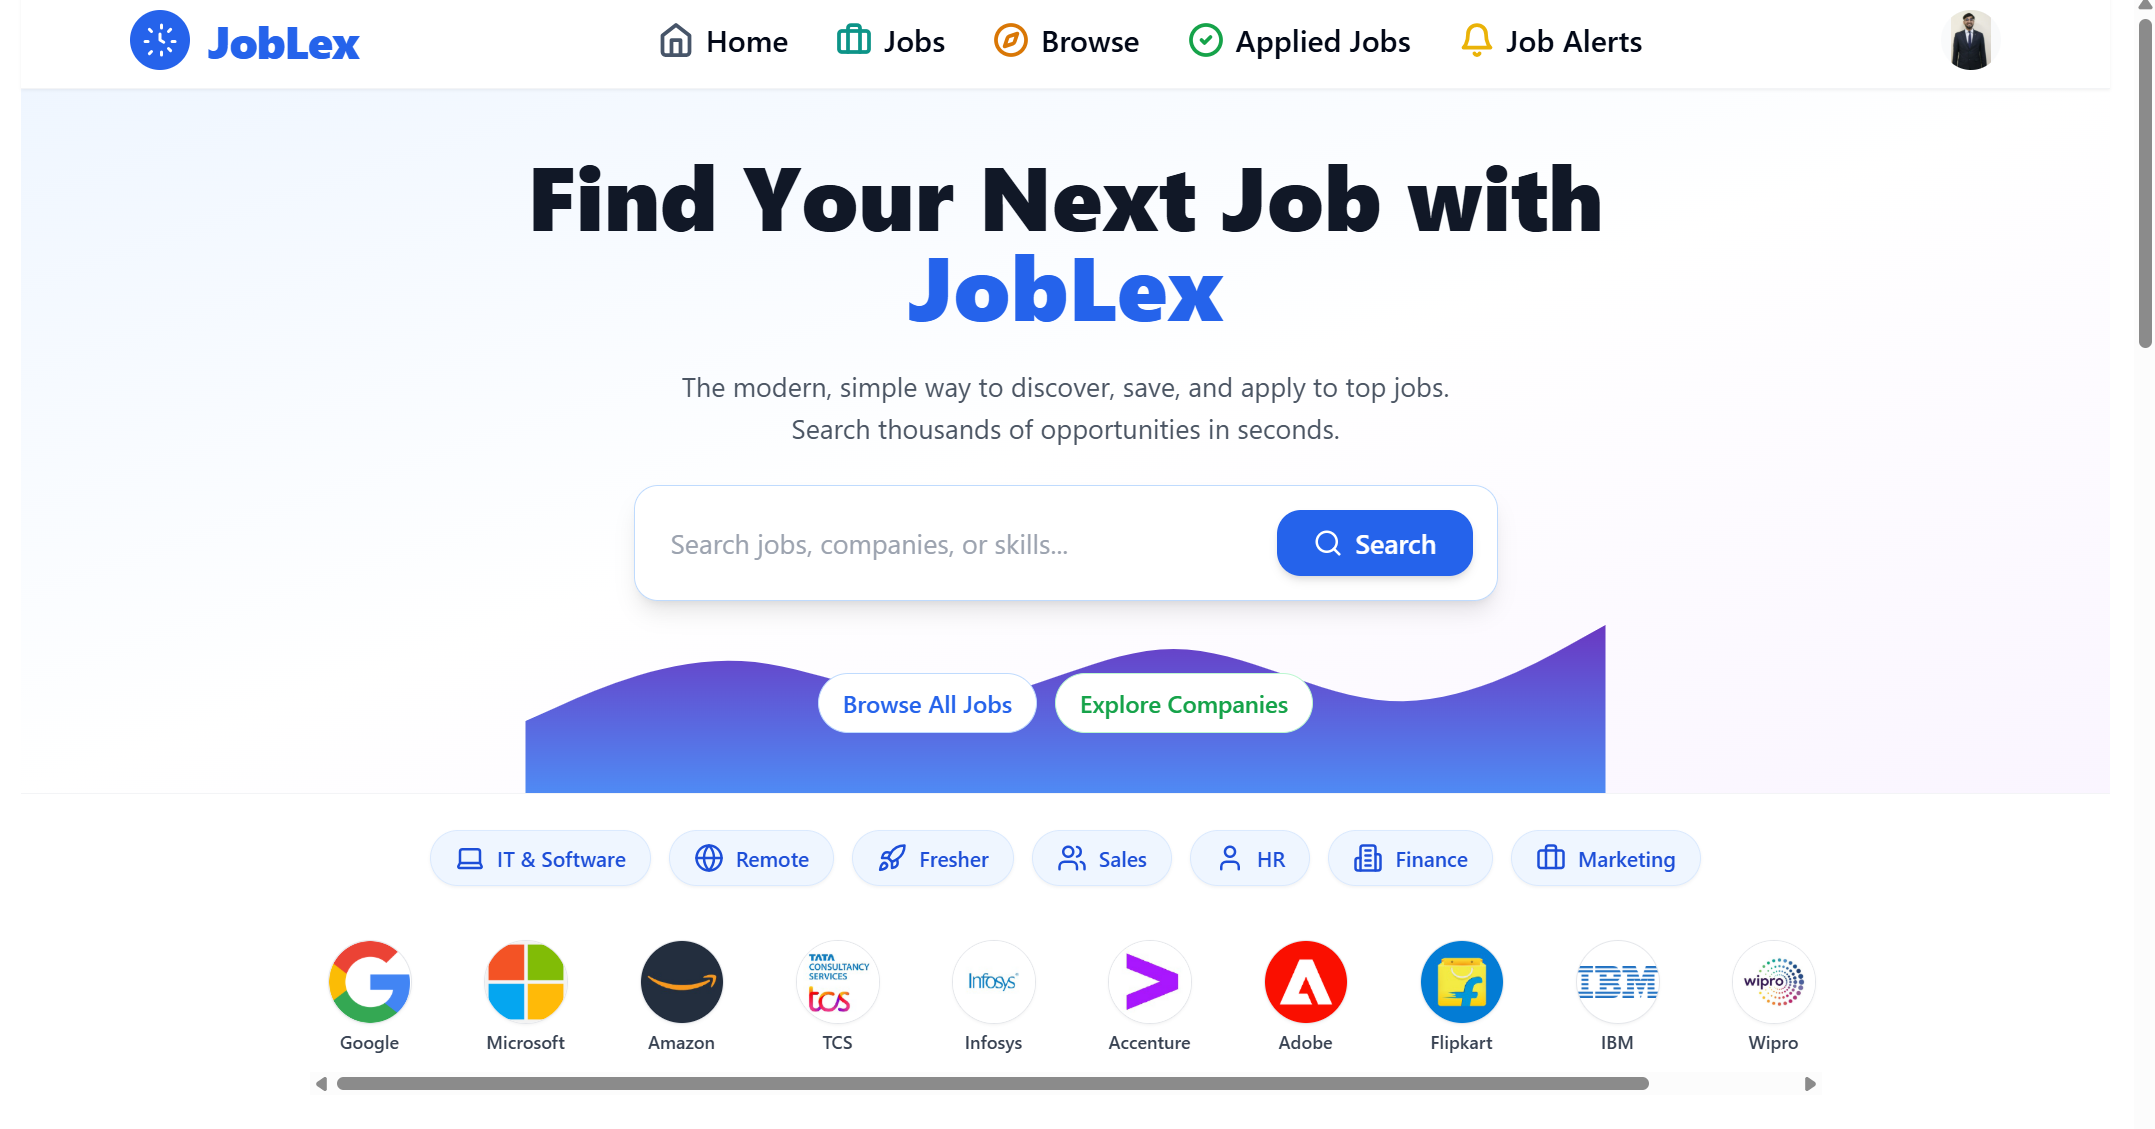 JobLex
Home
Jobs
Browse
Applied Jobs
Job Alerts
Find Your Next Job with
JobLex
The modern, simple way to discover, save, and apply to top jobs.
Search thousands of opportunities in seconds.
Search jobs, companies, or skills...
Search
Browse All Jobs
Explore Companies
IT & Software
Remote
Fresher
Sales
HR
Finance
Marketing
TATA
CONSULTANCY
SERVICES
tcs
Infosys
IBM
wipro
Google
Microsoft
Amazon
TCS
Infosys
Accenture
Adobe
Flipkart
IBM
Wipro